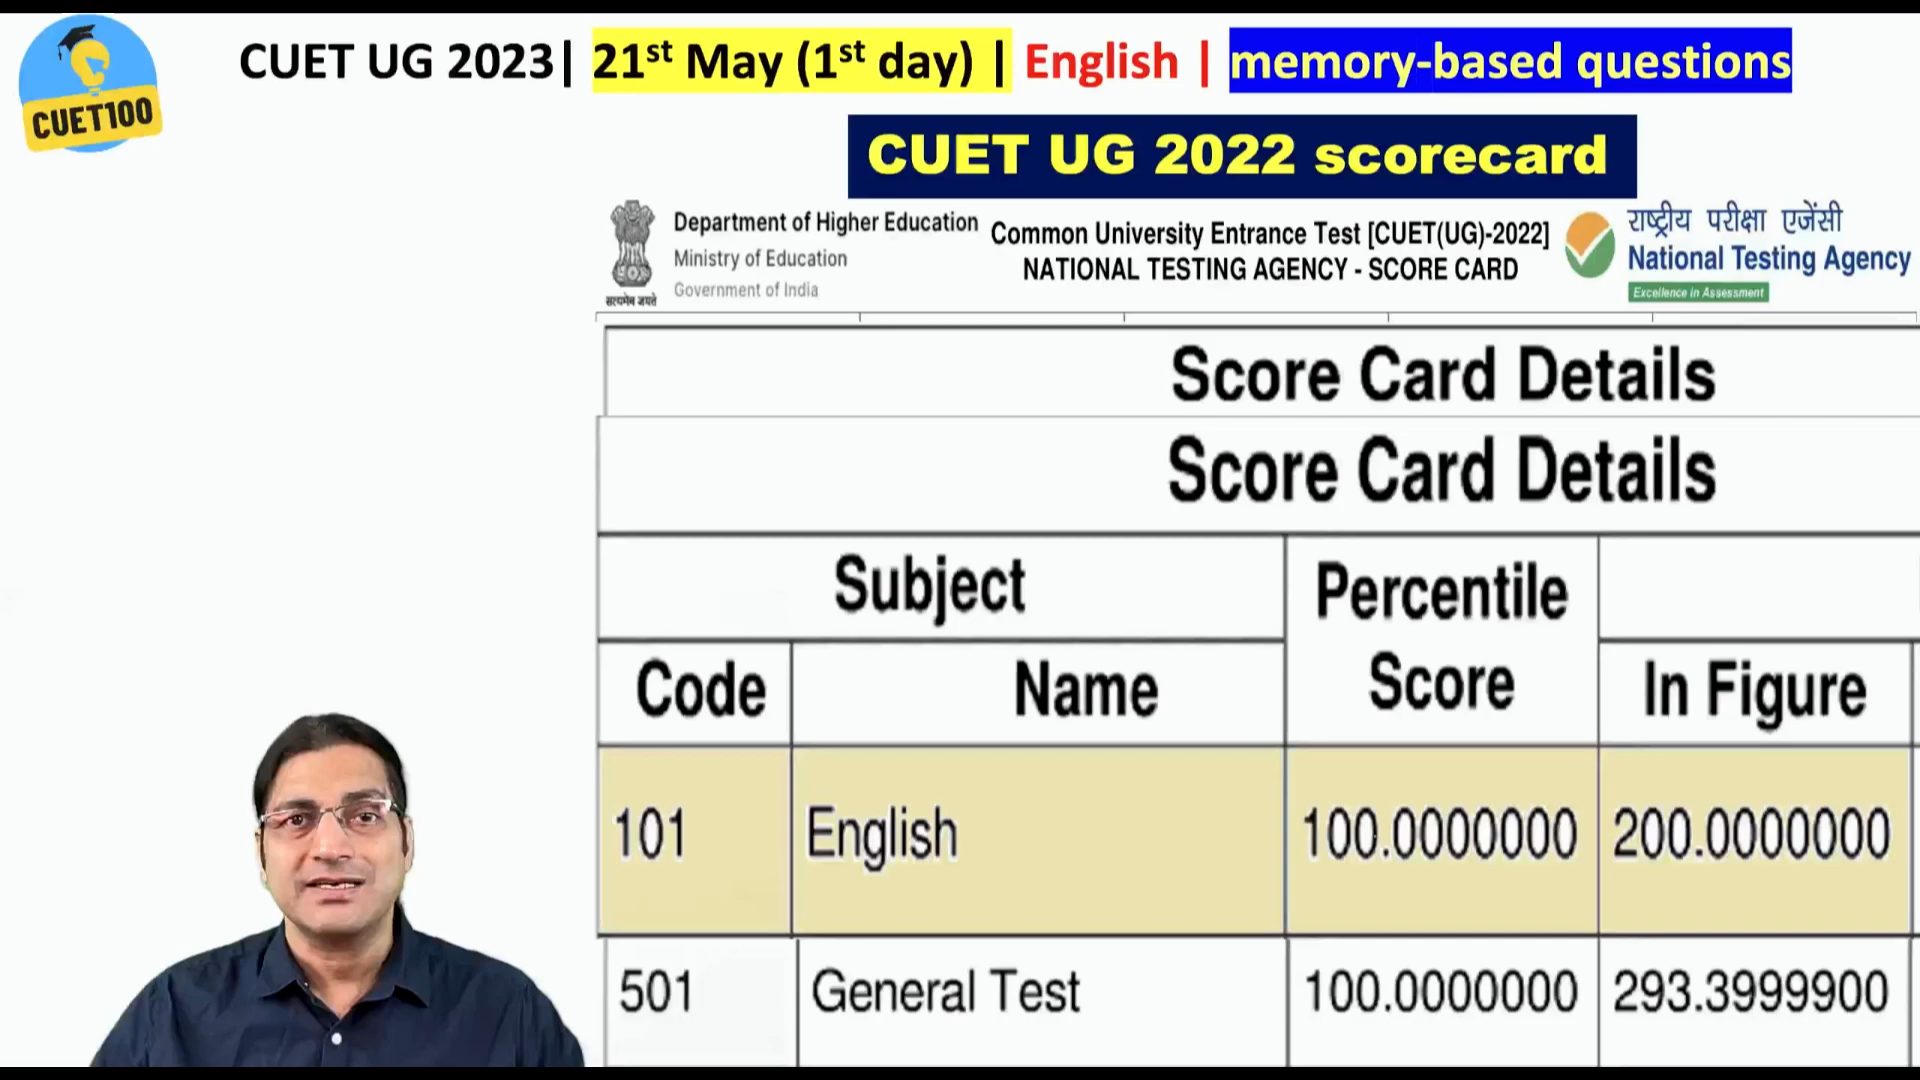 CUET UG 2023| 21st May (1st day) | English | memory-based questions
CUET100
CUET UG 2022 scorecard
Department of Higher Education
Ministry of Education
Government of India
सत्यमेव जयते
Common University Entrance Test [CUET(UG)-2022]
NATIONAL TESTING AGENCY - SCORE CARD
राष्ट्रीय परीक्षा एजेंसी
National Testing Agency
Excellence in Assessment
Score Card Details
Score Card Details
Subject
Percentile
Score
Code
Name
In Figure
101 English 100.0000000 200.0000000
501 General Test 100.0000000 293.3999900